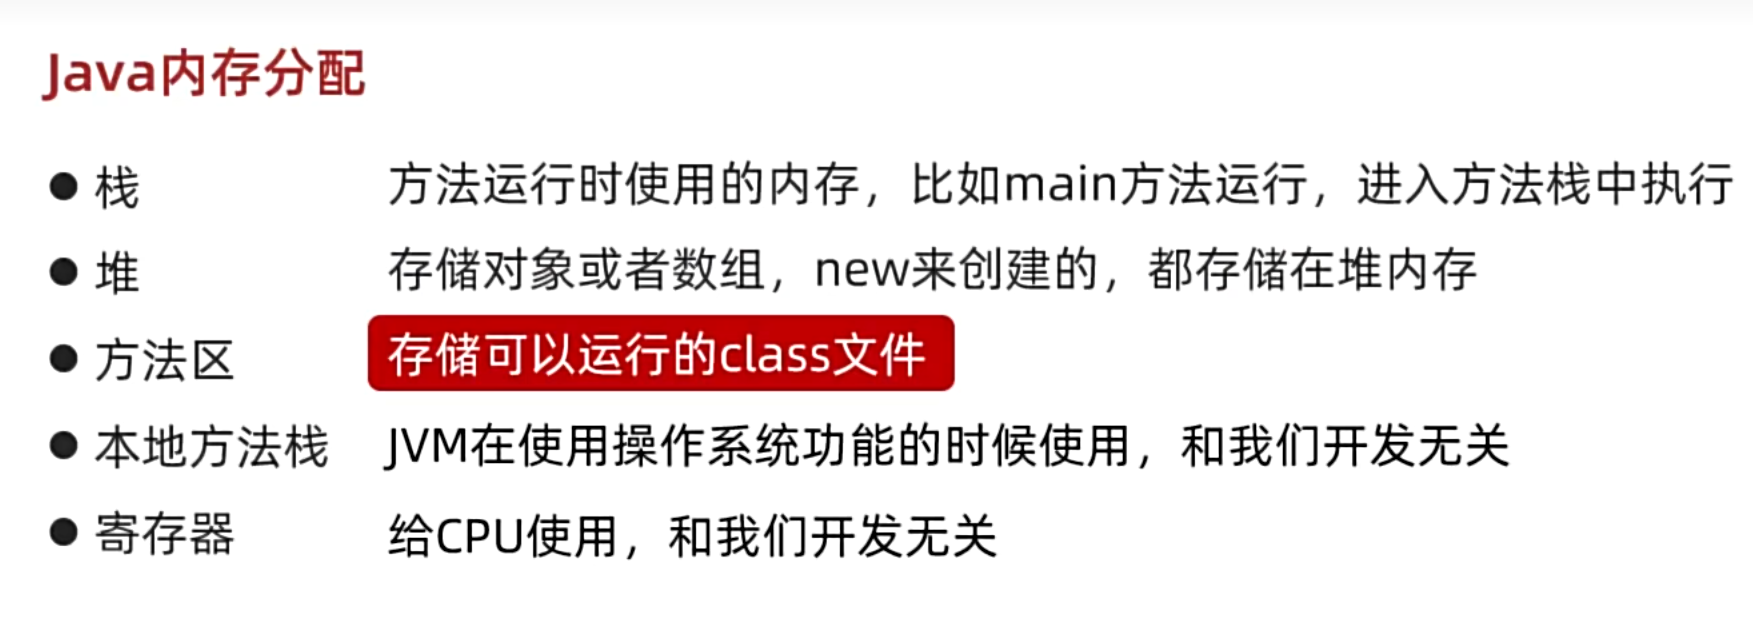 Java内存分配
● 栈 方法运行时使用的内存，比如main方法运行，进入方法栈中执行
● 堆 存储对象或者数组，new来创建的，都存储在堆内存
● 方法区 存储可以运行的class文件
● 本地方法栈 JVM在使用操作系统功能的时候使用，和我们开发无关
● 寄存器 给CPU使用，和我们开发无关